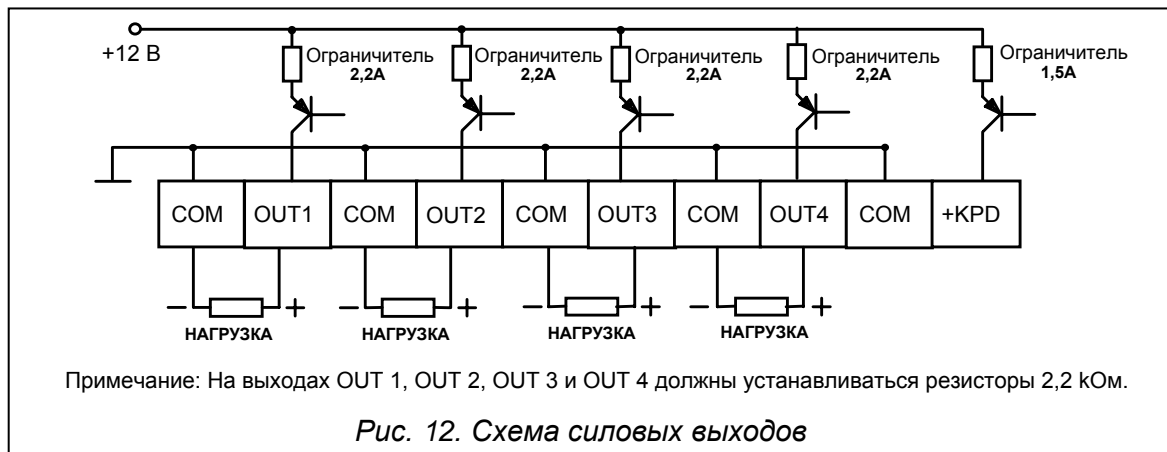 +12 В
Ограничитель
2,2А
Ограничитель
2,2А
Ограничитель
2,2А
Ограничитель
2,2А
Ограничитель
1,5А
COM
OUT1
COM
OUT2
COM
OUT3
COM
OUT4
COM
+KPD
− +
НАГРУЗКА
− +
НАГРУЗКА
− +
НАГРУЗКА
− +
НАГРУЗКА
Примечание: На выходах OUT 1, OUT 2, OUT 3 и OUT 4 должны устанавливаться резисторы 2,2 kОм.
Рис. 12. Схема силовых выходов